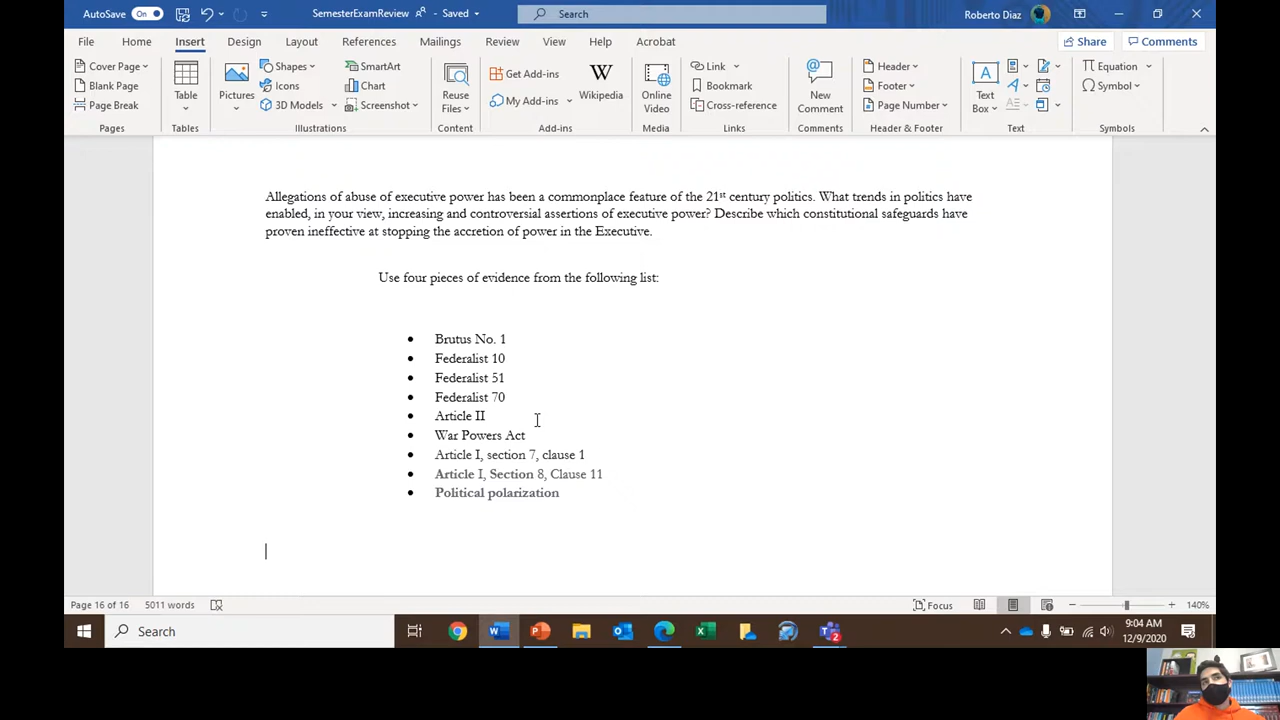 AutoSave On SemesterExamReview Saved Search Roberto Diaz
File Home Insert Design Layout References Mailings Review View Help Acrobat Share Comments
Cover Page Blank Page Page Break Pages
Table Tables
Pictures Shapes Icons 3D Models SmartArt Chart Screenshot Illustrations
Reuse Files Content
Get Add-ins My Add-ins Wikipedia Add-ins
Online Video Media
Link Bookmark Cross-reference Links
New Comment Comments
Header Footer Page Number Header & Footer
Text Box Text
Equation Symbol Symbols
Allegations of abuse of executive power has been a commonplace feature of the 21st century politics. What trends in politics have
enabled, in your view, increasing and controversial assertions of executive power? Describe which constitutional safeguards have
proven ineffective at stopping the accretion of power in the Executive.
Use four pieces of evidence from the following list:
• Brutus No. 1
• Federalist 10
• Federalist 51
• Federalist 70
• Article II
• War Powers Act
• Article I, section 7, clause 1
• Article I, Section 8, Clause 11
• Political polarization
Page 16 of 16 5011 words Focus 140%
Search 9:04 AM
12/9/2020